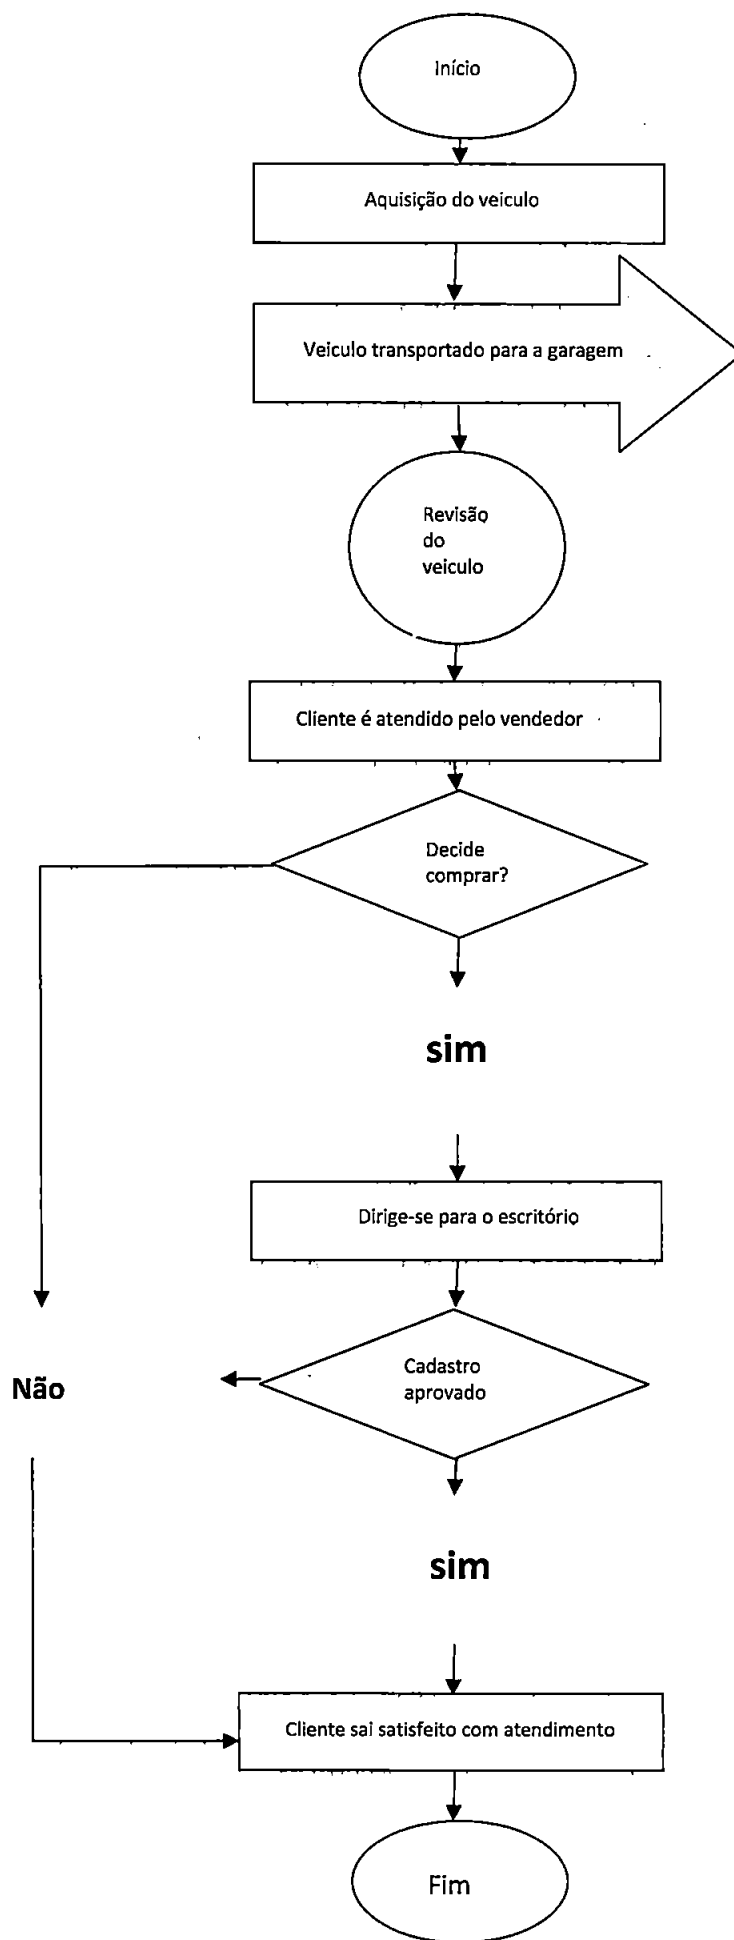 Início
Aquisição do veiculo
Veiculo transportado para a garagem
Revisão
do
veiculo
Cliente é atendido pelo vendedor
Decide
comprar?
sim
Dirige-se para o escritório
Cadastro
aprovado
Não
sim
Cliente sai satisfeito com atendimento
Fim